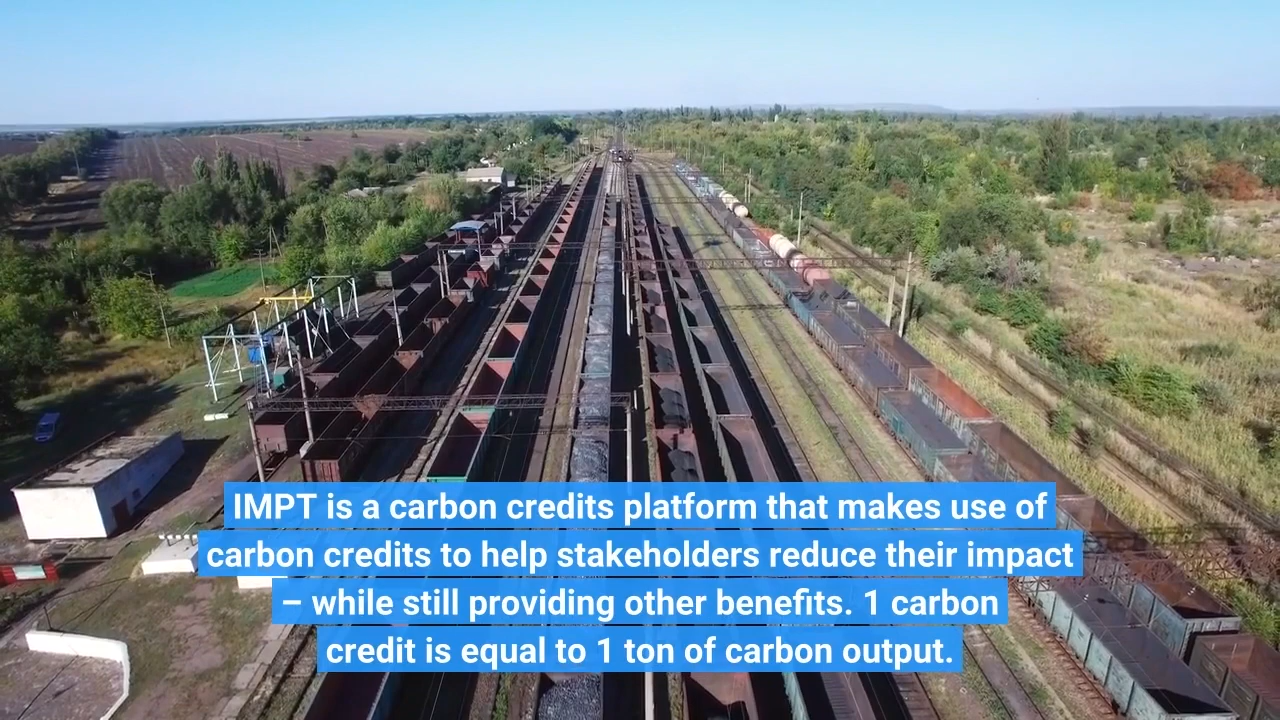 IMPT is a carbon credits platform that makes use of
carbon credits to help stakeholders reduce their impact
– while still providing other benefits. 1 carbon
credit is equal to 1 ton of carbon output.